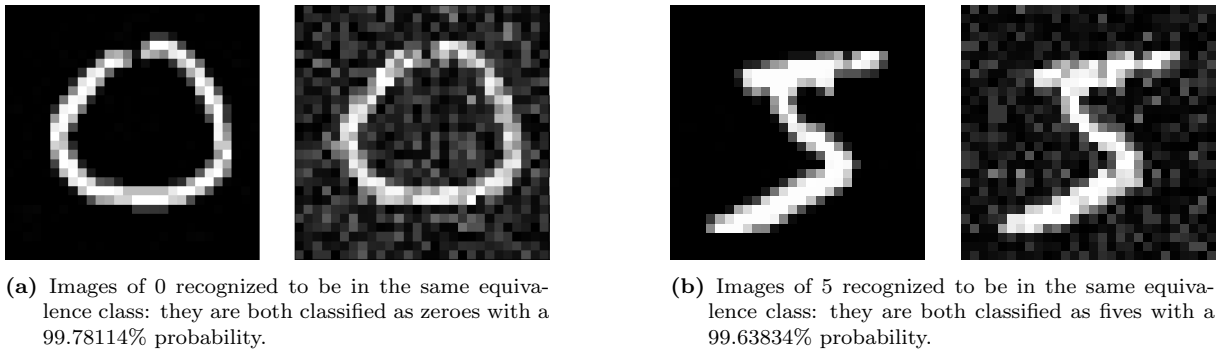 (a) Images of 0 recognized to be in the same equiva-
lence class: they are both classified as zeroes with a
99.78114% probability.
(b) Images of 5 recognized to be in the same equiva-
lence class: they are both classified as fives with a
99.63834% probability.